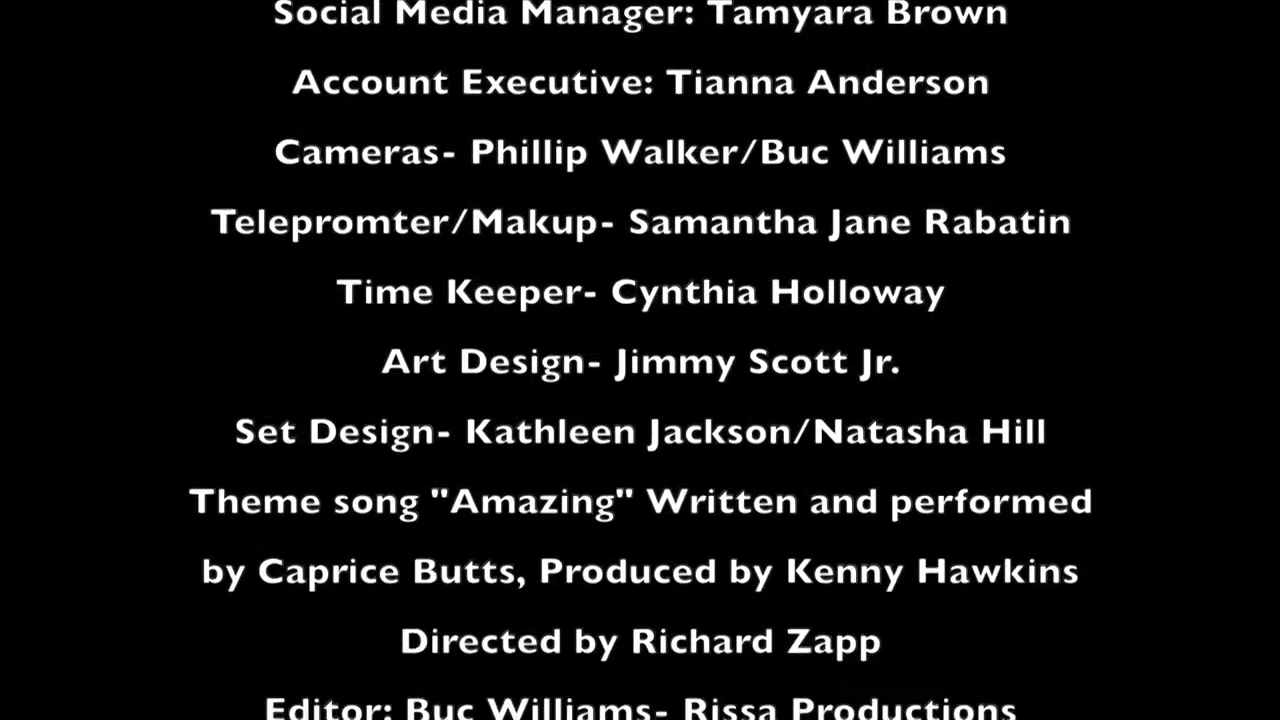 Social Media Manager: Tamyara Brown
Account Executive: Tianna Anderson
Cameras- Phillip Walker/Buc Williams
Telepromter/Makup- Samantha Jane Rabatin
Time Keeper- Cynthia Holloway
Art Design- Jimmy Scott Jr.
Set Design- Kathleen Jackson/Natasha Hill
Theme song "Amazing" Written and performed
by Caprice Butts, Produced by Kenny Hawkins
Directed by Richard Zapp
Editor: Buc Williams- Rissa Productions